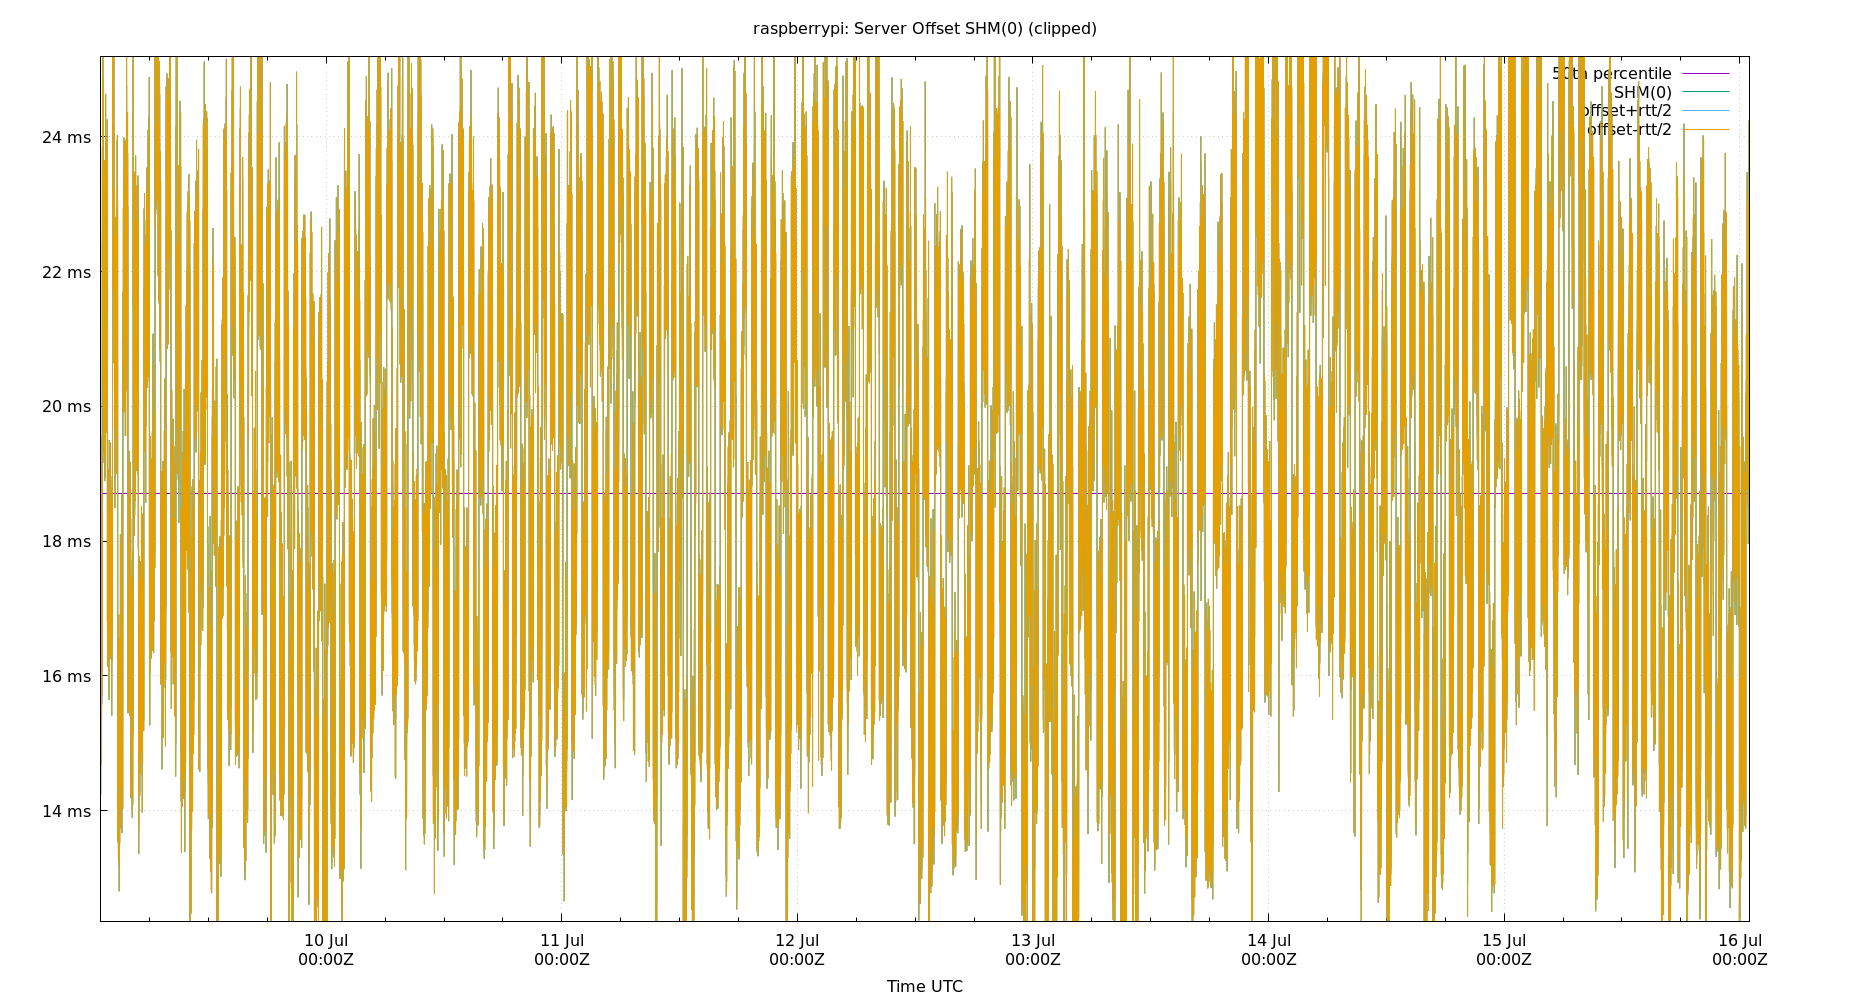 raspberrypi: Server Offset SHM(0) (clipped)
50th percentile
SHM(0)
offset+rtt/2
offset-rtt/2
24 ms
22 ms
20 ms
18 ms
16 ms
14 ms
10 Jul 11 Jul 12 Jul 13 Jul 14 Jul 15 Jul 16 Jul
00:00Z 00:00Z 00:00Z 00:00Z 00:00Z 00:00Z 00:00Z
Time UTC